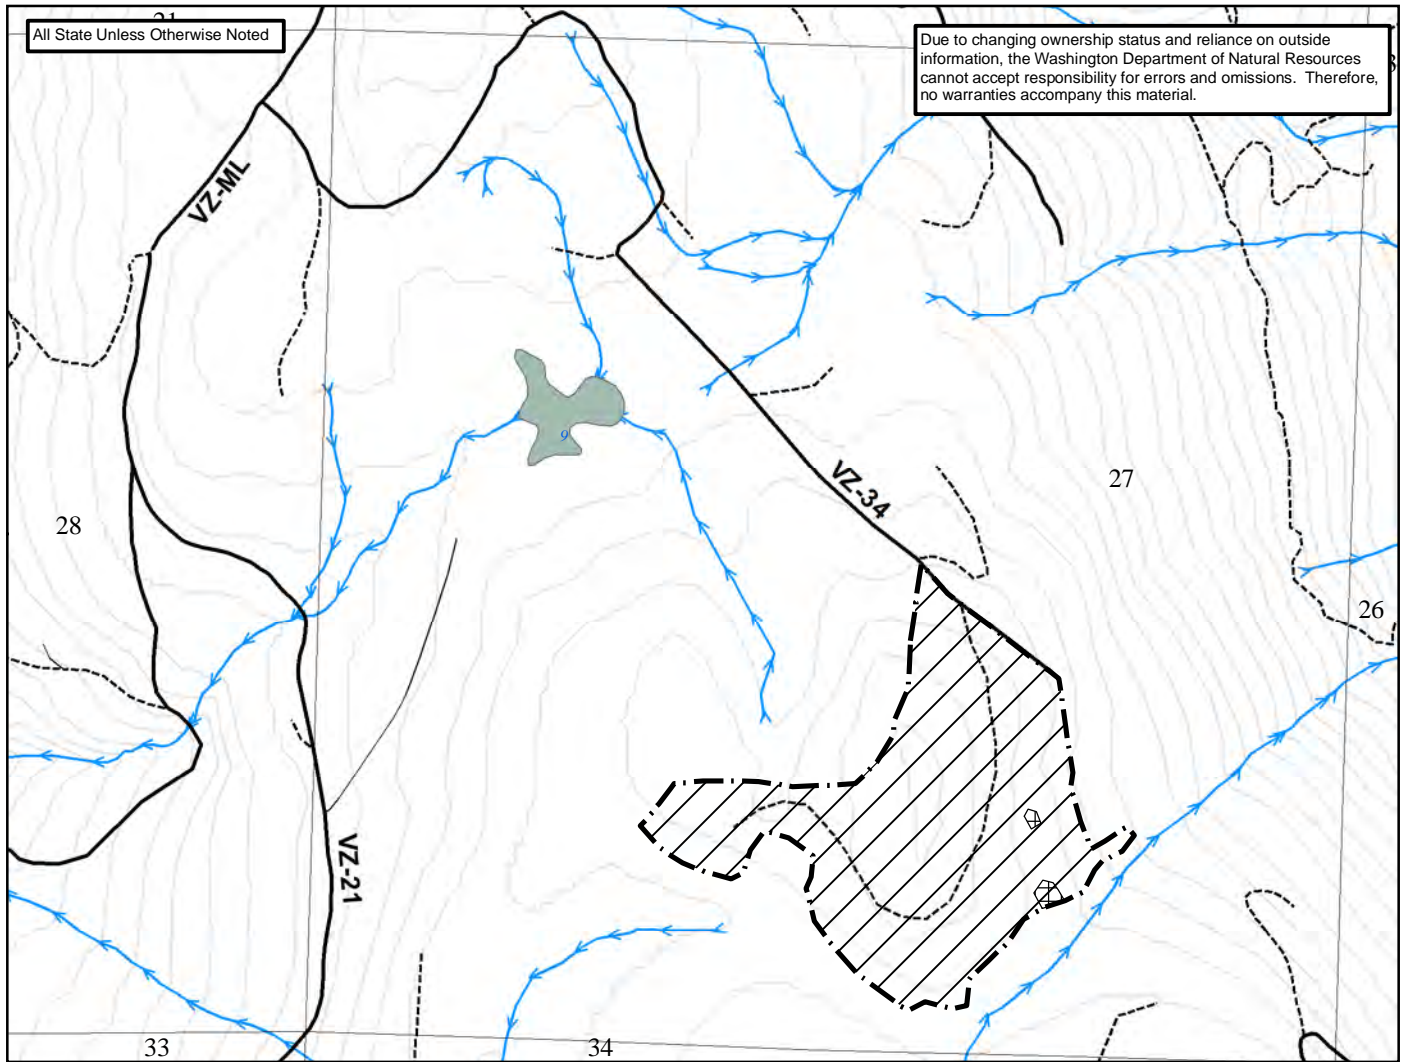 21
All State Unless Otherwise Noted
Due to changing ownership status and reliance on outside
information, the Washington Department of Natural Resources
cannot accept responsibility for errors and omissions.  Therefore,
no warranties accompany this material.
VZ-ML
9
VZ-34
27
28
26
VZ-21
33
34